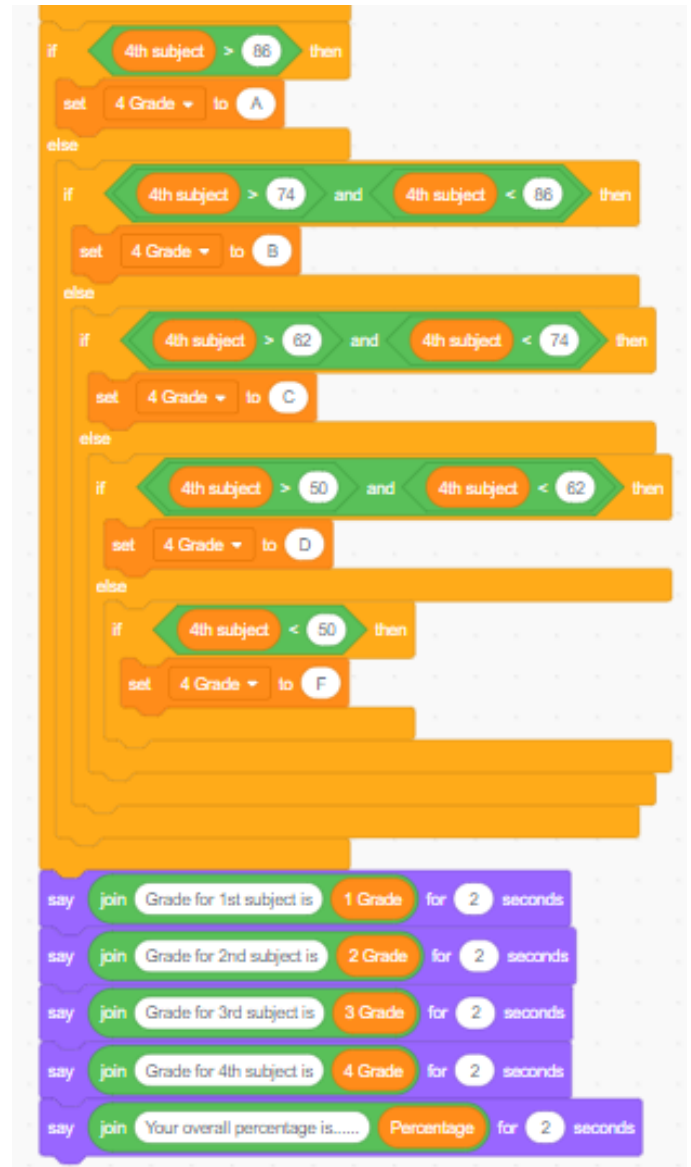 if 4th subject > 86 then
set 4 Grade to A
else
if 4th subject > 74 and 4th subject < 86 then
set 4 Grade to B
else
if 4th subject > 62 and 4th subject < 74 then
set 4 Grade to C
else
if 4th subject > 50 and 4th subject < 62 then
set 4 Grade to D
else
if 4th subject < 50 then
set 4 Grade to F
say join Grade for 1st subject is 1 Grade for 2 seconds
say join Grade for 2nd subject is 2 Grade for 2 seconds
say join Grade for 3rd subject is 3 Grade for 2 seconds
say join Grade for 4th subject is 4 Grade for 2 seconds
say join Your overall percentage is...... Percentage for 2 seconds